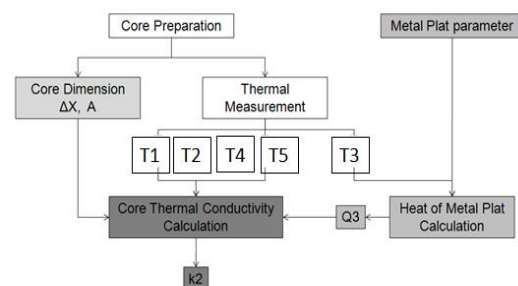 Core Preparation
Metal Plat parameter
Core Dimension
ΔX, A
Thermal
Measurement
T1 T2 T4 T5 T3
Core Thermal Conductivity
Calculation
Q3
Heat of Metal Plat
Calculation
k2